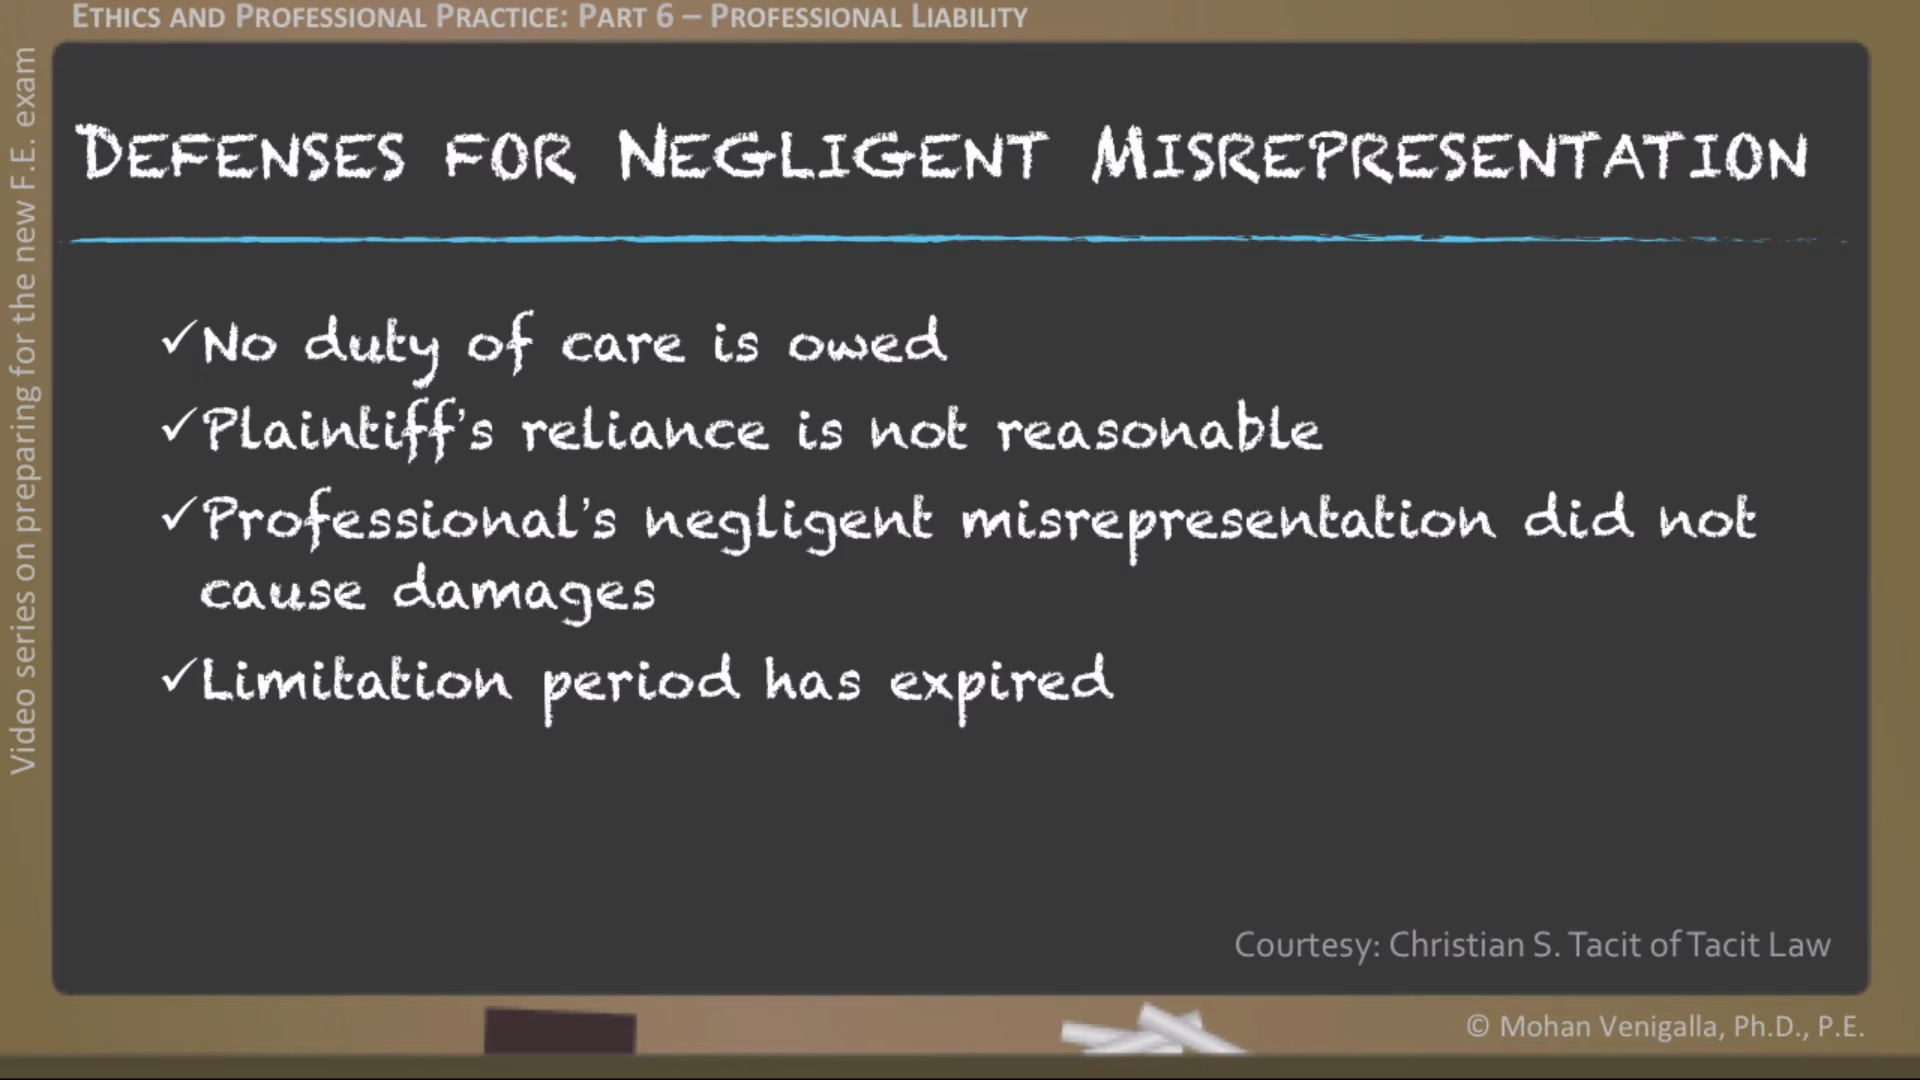 Ethics and Professional Practice: Part 6 – Professional Liability
Video series on preparing for the new F.E. exam
Defenses for Negligent Misrepresentation
✓No duty of care is owed
✓Plaintiff's reliance is not reasonable
✓Professional's negligent misrepresentation did not
cause damages
✓Limitation period has expired
Courtesy: Christian S. Tacit of Tacit Law
© Mohan Venigalla, Ph.D., P.E.